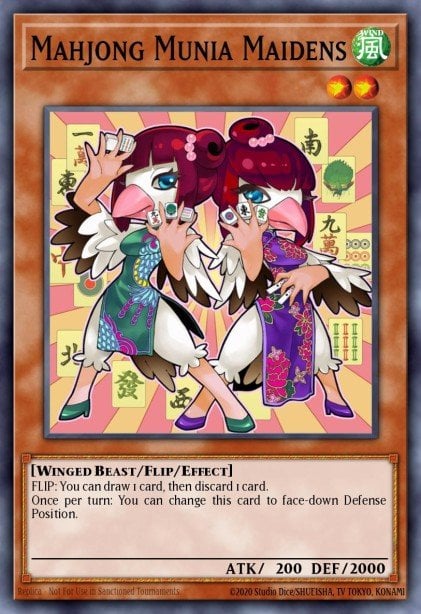 Mahjong Munia Maidens
WIND
風
一
萬
東
南
九
萬
中
北
發
西
[Winged Beast/Flip/Effect]
FLIP: You can draw 1 card, then discard 1 card.
Once per turn: You can change this card to face-down Defense
Position.
ATK/ 200 DEF/2000
Replica - Not For Use in Sanctioned Tournaments
©2020 Studio Dice/SHUEISHA, TV TOKYO, KONAMI